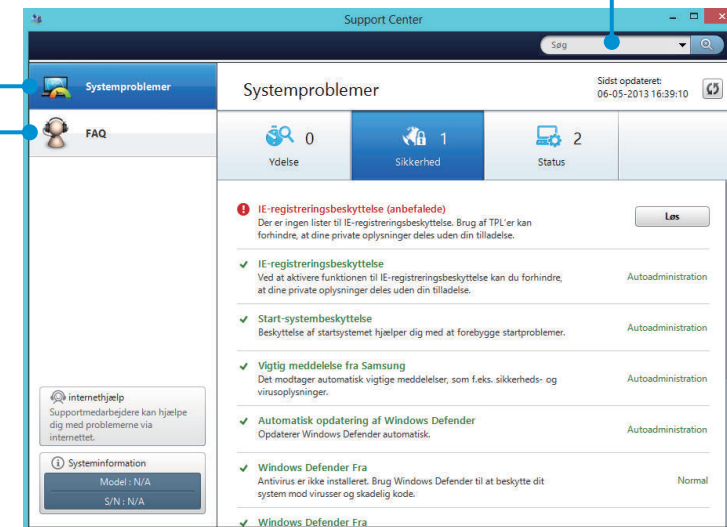 Support Center
Søg
Systemproblemer
FAQ
Systemproblemer
Sidst opdateret:
06-05-2013 16:39:10
0
Ydelse
1
Sikkerhed
2
Status
IE-registreringsbeskyttelse (anbefalede)
Der er ingen lister til IE-registreringsbeskyttelse. Brug af TPL'er kan
forhindre, at dine private oplysninger deles uden din tilladelse.
Løs
IE-registreringsbeskyttelse
Ved at aktivere funktionen til IE-registreringsbeskyttelse kan du forhindre,
at dine private oplysninger deles uden din tilladelse.
Autoadministration
Start-systembeskyttelse
Beskyttelse af startsystemet hjælper dig med at forebygge startproblemer.
Autoadministration
Vigtig meddelelse fra Samsung
Det modtager automatisk vigtige meddelelser, som f.eks. sikkerheds- og
virusoplysninger.
Autoadministration
Automatisk opdatering af Windows Defender
Opdaterer Windows Defender automatisk.
Autoadministration
Windows Defender Fra
Antivirus er ikke installeret. Brug Windows Defender til at beskytte dit
system mod virusser og skadelig kode.
Normal
Windows Defender Fra
internethjælp
Supportmedarbejdere kan hjælpe
dig med problemerne via
internettet.
Systeminformation
Model : N/A
S/N : N/A